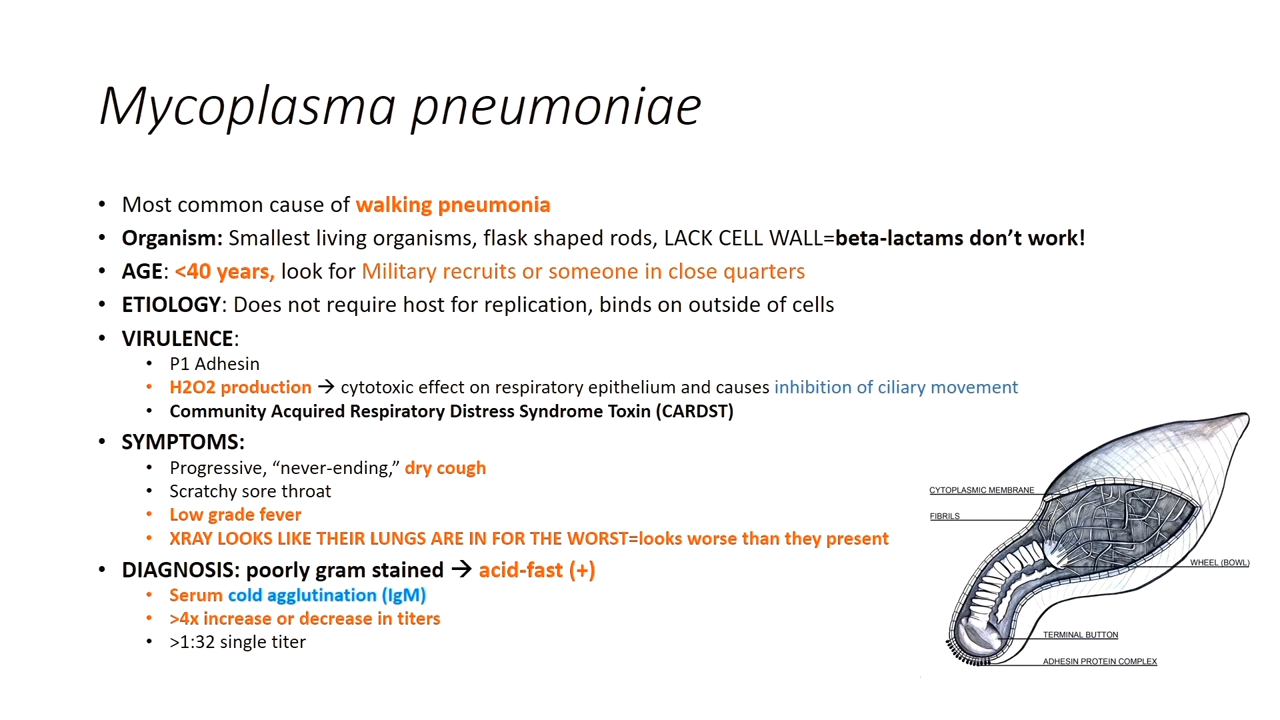 Mycoplasma pneumoniae
• Most common cause of walking pneumonia
• Organism: Smallest living organisms, flask shaped rods, LACK CELL WALL=beta-lactams don’t work!
• AGE: <40 years, look for Military recruits or someone in close quarters
• ETIOLOGY: Does not require host for replication, binds on outside of cells
• VIRULENCE:
• P1 Adhesin
• H2O2 production → cytotoxic effect on respiratory epithelium and causes inhibition of ciliary movement
• Community Acquired Respiratory Distress Syndrome Toxin (CARDST)
• SYMPTOMS:
• Progressive, “never-ending,” dry cough
• Scratchy sore throat
• Low grade fever
• XRAY LOOKS LIKE THEIR LUNGS ARE IN FOR THE WORST=looks worse than they present
• DIAGNOSIS: poorly gram stained → acid-fast (+)
• Serum cold agglutination (IgM)
• >4x increase or decrease in titers
• >1:32 single titer
CYTOPLASMIC MEMBRANE
FIBRILS
WHEEL (BOWL)
TERMINAL BUTTON
ADHESIN PROTEIN COMPLEX